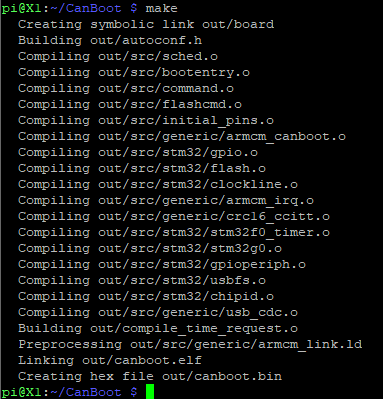 pi@X1:~/CanBoot $ make
Creating symbolic link out/board
Building out/autoconf.h
Compiling out/src/sched.o
Compiling out/src/bootentry.o
Compiling out/src/command.o
Compiling out/src/flashcmd.o
Compiling out/src/initial_pins.o
Compiling out/src/generic/armcm_canboot.o
Compiling out/src/stm32/gpio.o
Compiling out/src/stm32/flash.o
Compiling out/src/stm32/clockline.o
Compiling out/src/generic/armcm_irq.o
Compiling out/src/generic/crc16_ccitt.o
Compiling out/src/stm32/stm32f0_timer.o
Compiling out/src/stm32/stm32g0.o
Compiling out/src/stm32/gpioperiph.o
Compiling out/src/stm32/usbfs.o
Compiling out/src/stm32/chipid.o
Compiling out/src/generic/usb_cdc.o
Building out/compile_time_request.o
Preprocessing out/src/generic/armcm_link.ld
Linking out/canboot.elf
Creating hex file out/canboot.bin
pi@X1:~/CanBoot $